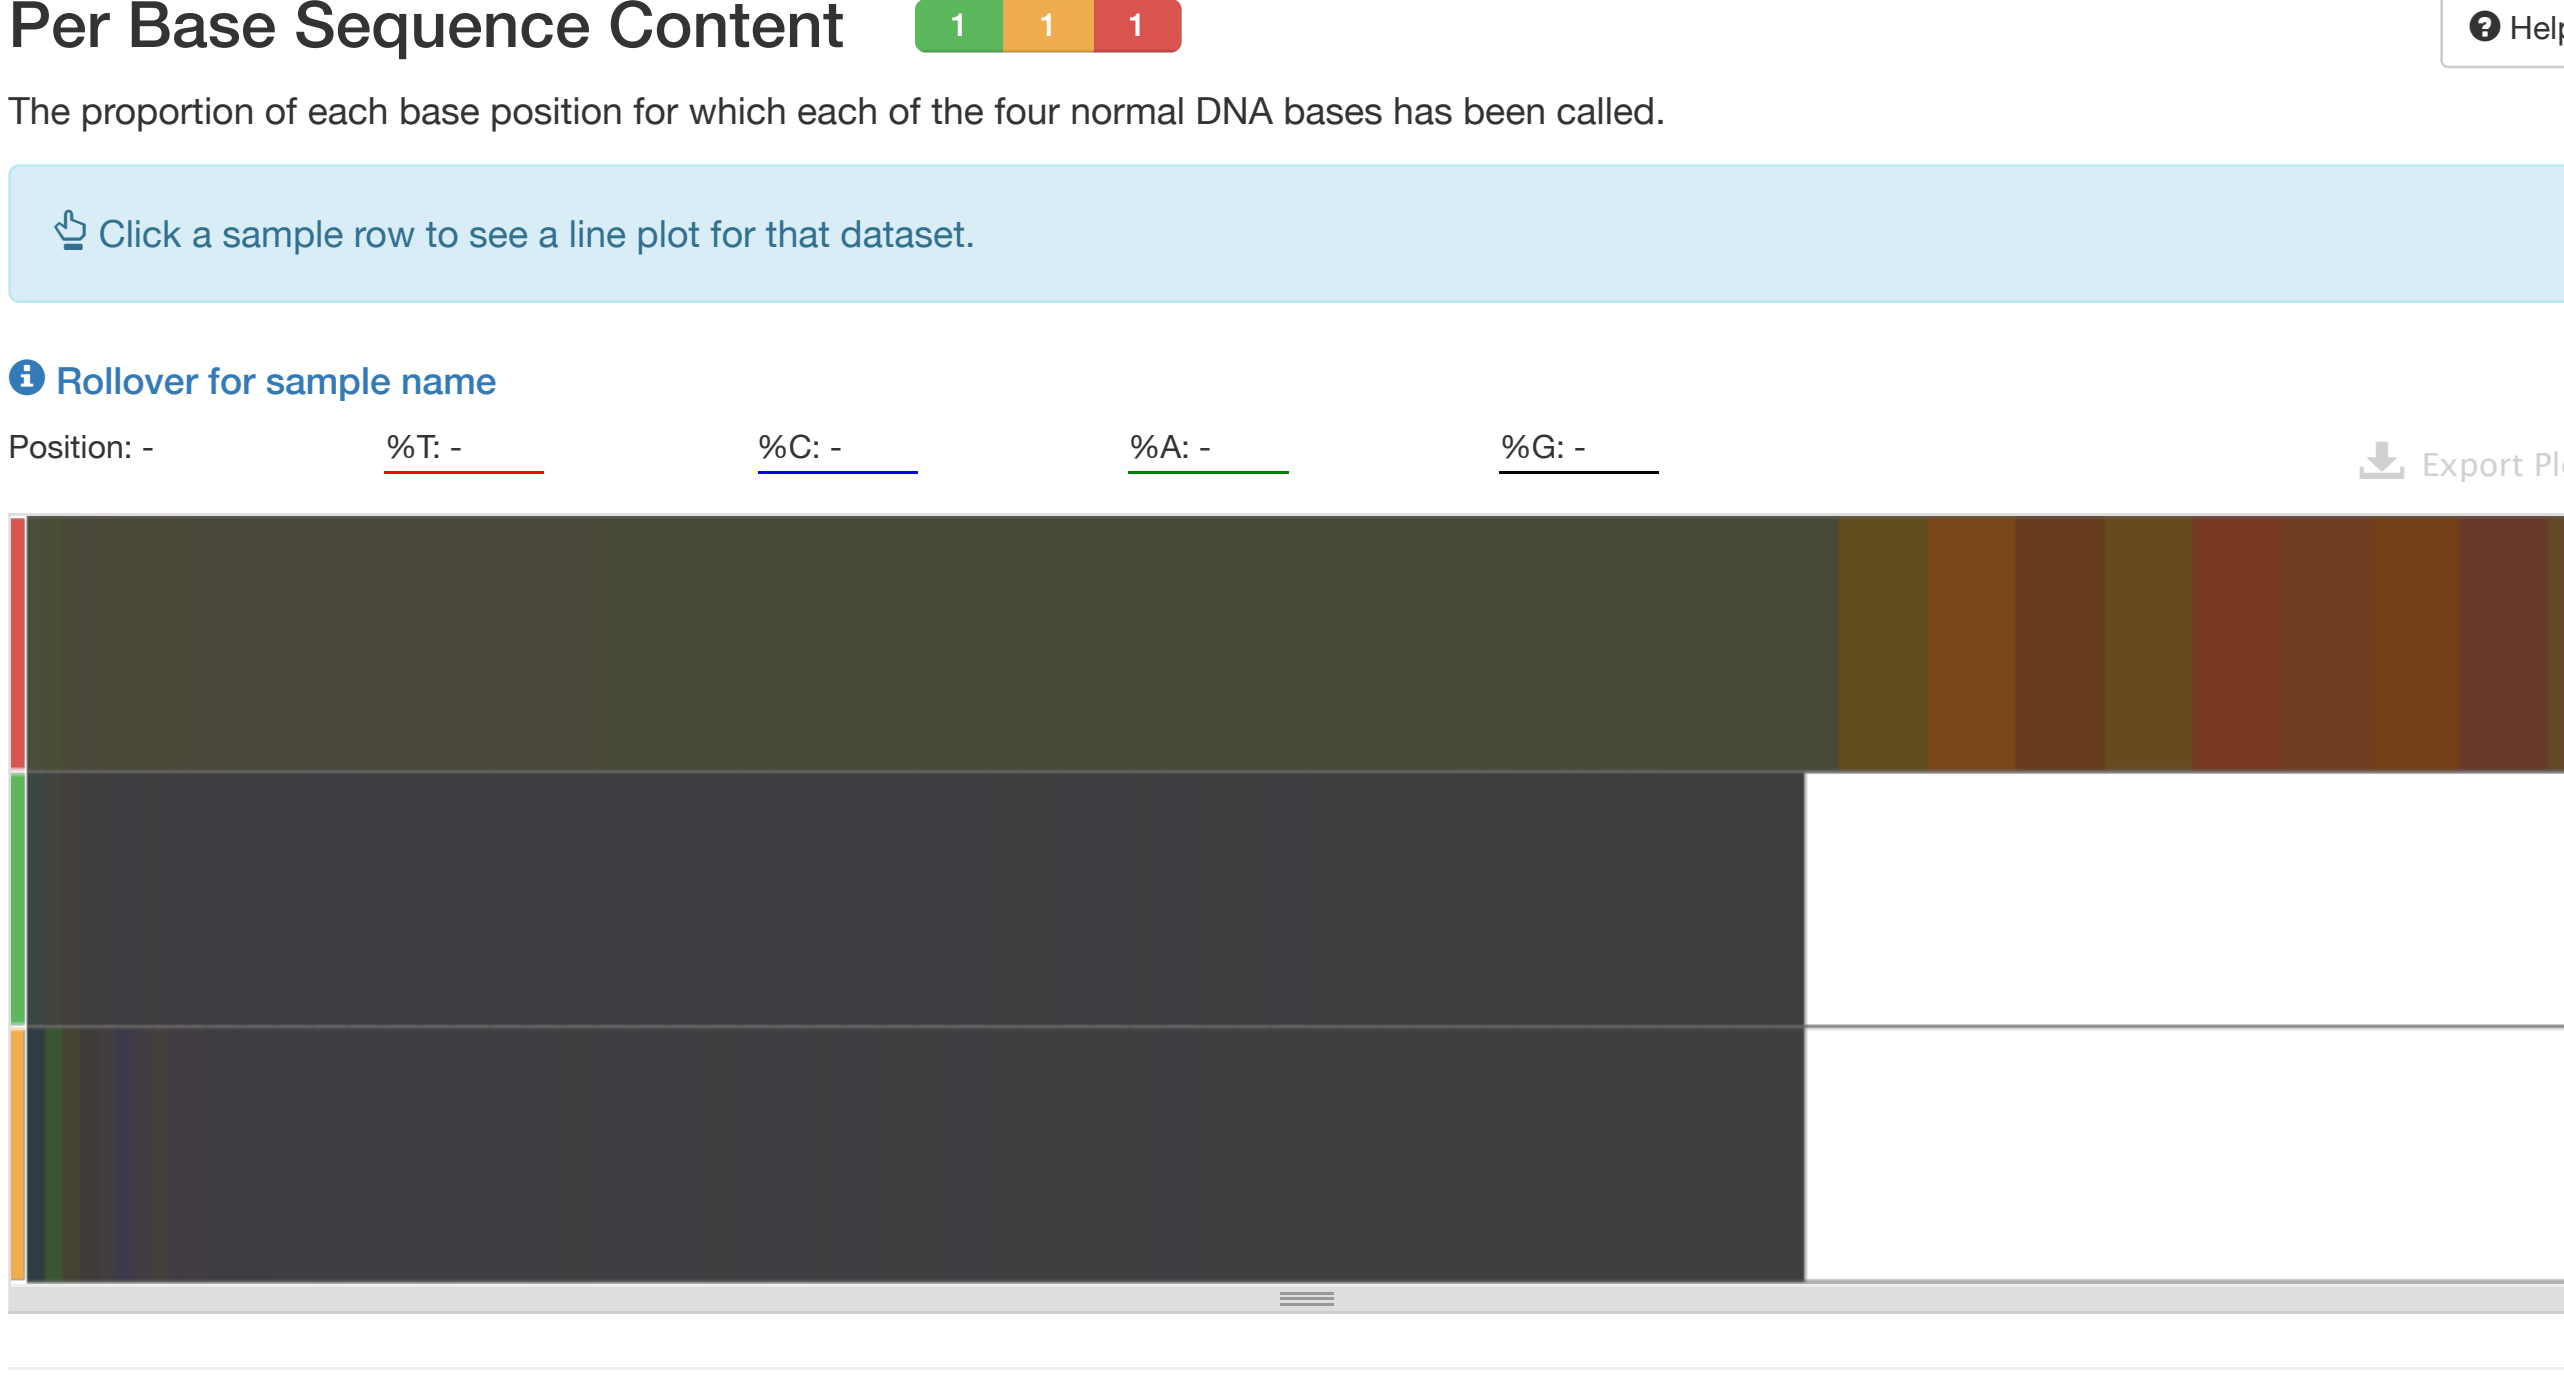 Per Base Sequence Content 1 1 1 Help
The proportion of each base position for which each of the four normal DNA bases has been called.
Click a sample row to see a line plot for that dataset.
Rollover for sample name
Position: - %T: - %C: - %A: - %G: -
Export Pl